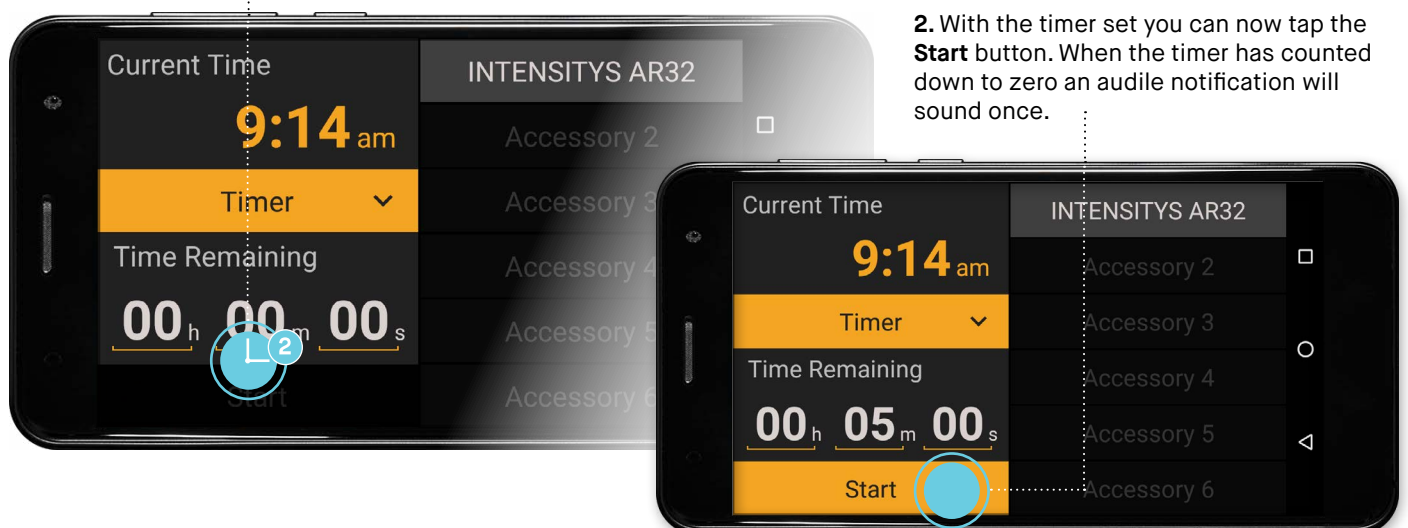 2. With the timer set you can now tap the
Start button. When the timer has counted
down to zero an audile notification will
sound once.
Current Time
9:14 am
Timer
Time Remaining
00 h 00 m 00 s
2
Start
INTENSITYS AR32
Accessory 2
Accessory 3
Accessory 4
Accessory 5
Accessory 6
Current Time
9:14 am
Timer
Time Remaining
00 h 05 m 00 s
Start
INTENSITYS AR32
Accessory 2
Accessory 3
Accessory 4
Accessory 5
Accessory 6